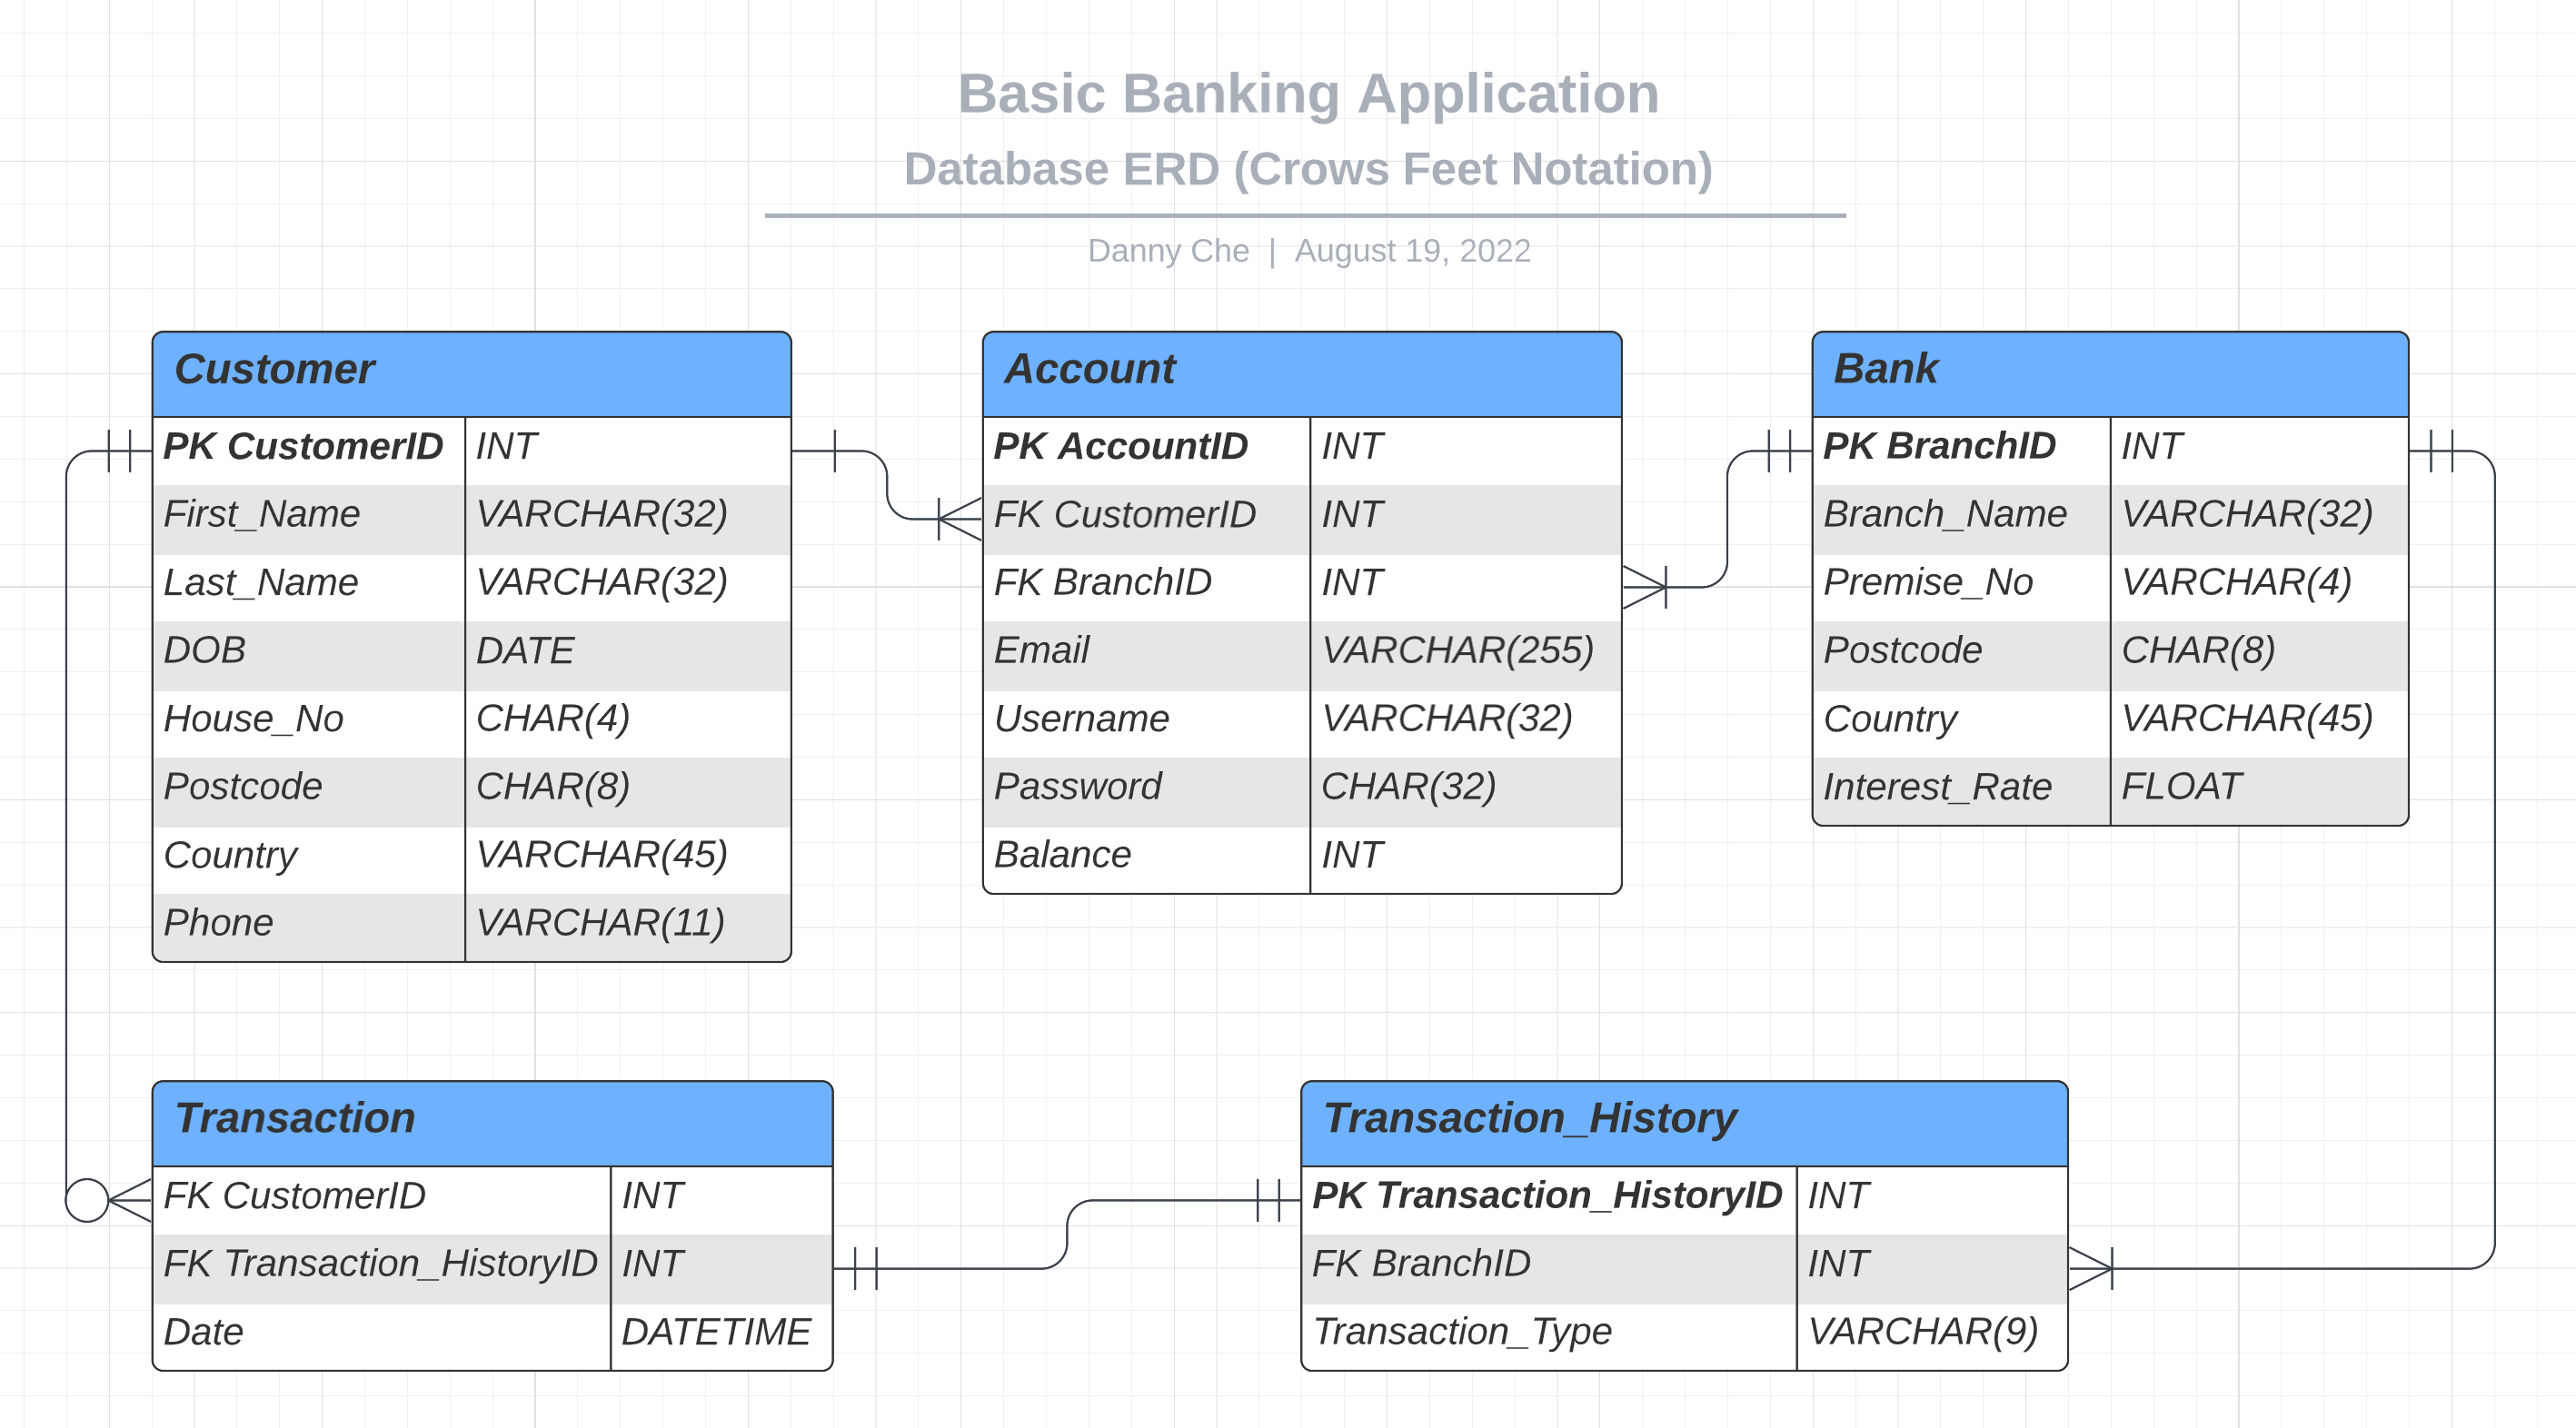 Basic Banking Application
Database ERD (Crows Feet Notation)
Danny Che | August 19, 2022
Customer
PK CustomerID INT
First_Name VARCHAR(32)
Last_Name VARCHAR(32)
DOB DATE
House_No CHAR(4)
Postcode CHAR(8)
Country VARCHAR(45)
Phone VARCHAR(11)
Account
PK AccountID INT
FK CustomerID INT
FK BranchID INT
Email VARCHAR(255)
Username VARCHAR(32)
Password CHAR(32)
Balance INT
Bank
PK BranchID INT
Branch_Name VARCHAR(32)
Premise_No VARCHAR(4)
Postcode CHAR(8)
Country VARCHAR(45)
Interest_Rate FLOAT
Transaction
FK CustomerID INT
FK Transaction_HistoryID INT
Date DATETIME
Transaction_History
PK Transaction_HistoryID INT
FK BranchID INT
Transaction_Type VARCHAR(9)